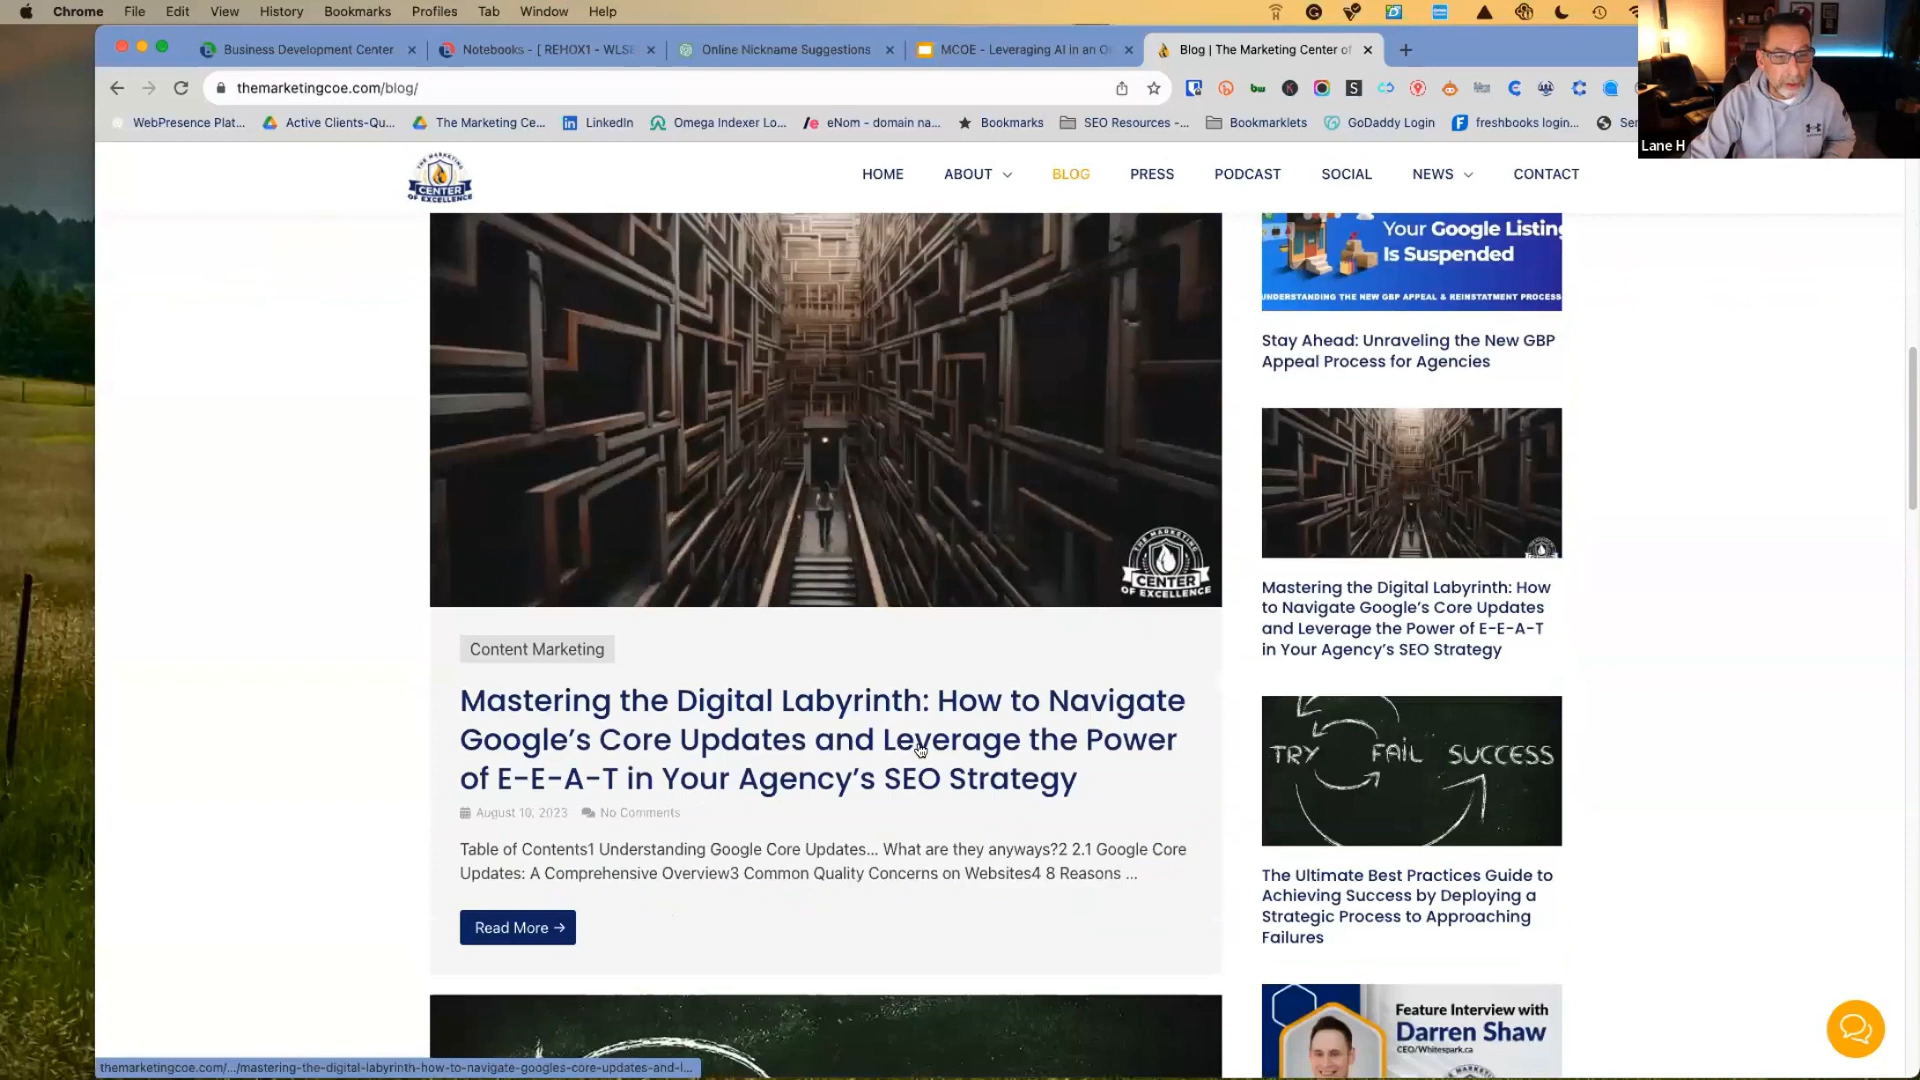 Chrome File Edit View History Bookmarks Profiles Tab Window Help
Business Development Center
Notebooks - [ REHOX1 - WLS
Online Nickname Suggestions
MCOE - Leveraging AI in an O
Blog | The Marketing Center of
themarketingcoe.com/blog/
WebPresence Plat...
Active Clients-Qu...
The Marketing Ce...
LinkedIn
Omega Indexer Lo...
eNom - domain na...
Bookmarks
SEO Resources -...
Bookmarklets
GoDaddy Login
freshbooks login...
Ser
Lane H
THE MARKETING
CENTER
OF EXCELLENCE
HOME
ABOUT
BLOG
PRESS
PODCAST
SOCIAL
NEWS
CONTACT
CENTER
OF EXCELLENCE
Content Marketing
Mastering the Digital Labyrinth: How to Navigate
Google’s Core Updates and Leverage the Power
of E-E-A-T in Your Agency’s SEO Strategy
August 10, 2023 No Comments
Table of Contents1 Understanding Google Core Updates... What are they anyways?2 2.1 Google Core
Updates: A Comprehensive Overview3 Common Quality Concerns on Websites4 8 Reasons ...
Read More →
Your Google Listing
Is Suspended
UNDERSTANDING THE NEW GBP APPEAL & REINSTATMENT PROCESS
Stay Ahead: Unraveling the New GBP
Appeal Process for Agencies
Mastering the Digital Labyrinth: How
to Navigate Google’s Core Updates
and Leverage the Power of E-E-A-T
in Your Agency’s SEO Strategy
TRY FAIL SUCCESS
The Ultimate Best Practices Guide to
Achieving Success by Deploying a
Strategic Process to Approaching
Failures
Feature Interview with
Darren Shaw
CEO/Whitespark.ca
themarketingcoe.com/.../mastering-the-digital-labyrinth-how-to-navigate-googles-core-updates-and-l...